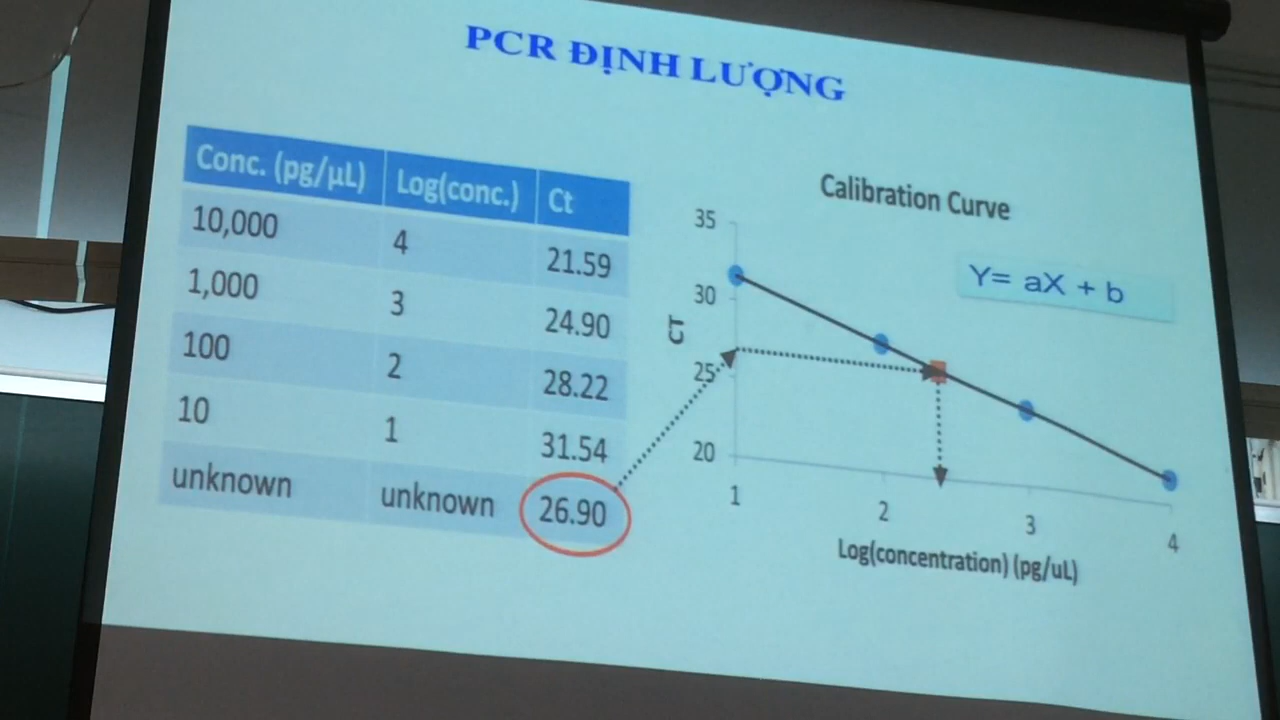 PCR ĐỊNH LƯỢNG
Conc. (pg/µL) Log(conc.) Ct
10,000 4 21.59
1,000 3 24.90
100 2 28.22
10 1 31.54
unknown unknown 26.90
Calibration Curve
Y= aX + b
35
30
25
20
CT
1 2 3 4
Log(concentration) (pg/uL)